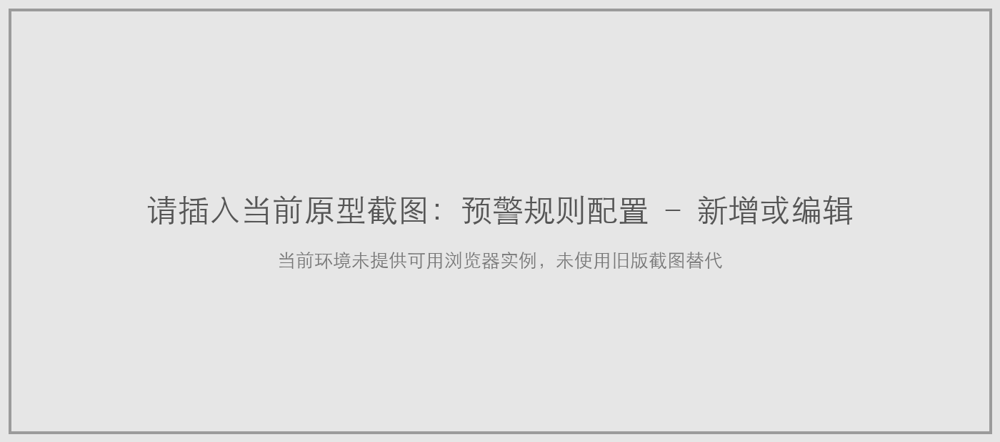 请插入当前原型截图：预警规则配置 - 新增或编辑
当前环境未提供可用浏览器实例，未使用旧版截图替代